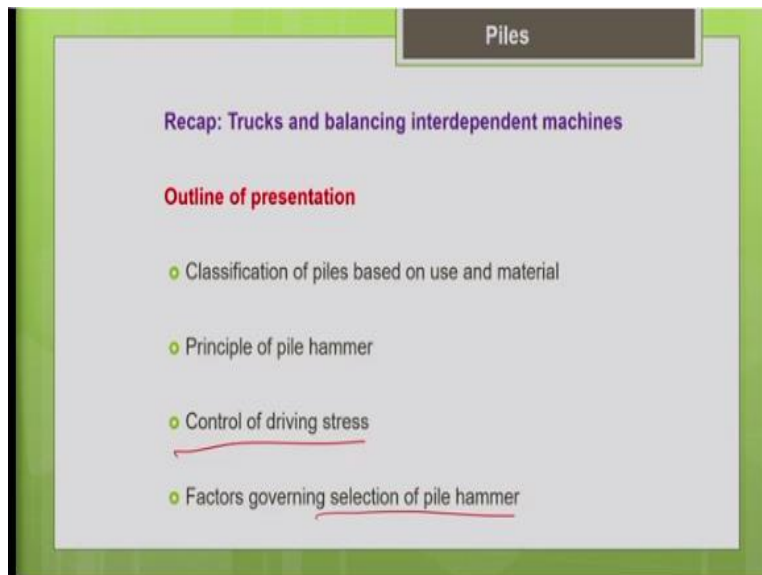 Piles
Recap: Trucks and balancing interdependent machines
Outline of presentation
Classification of piles based on use and material
Principle of pile hammer
Control of driving stress
Factors governing selection of pile hammer